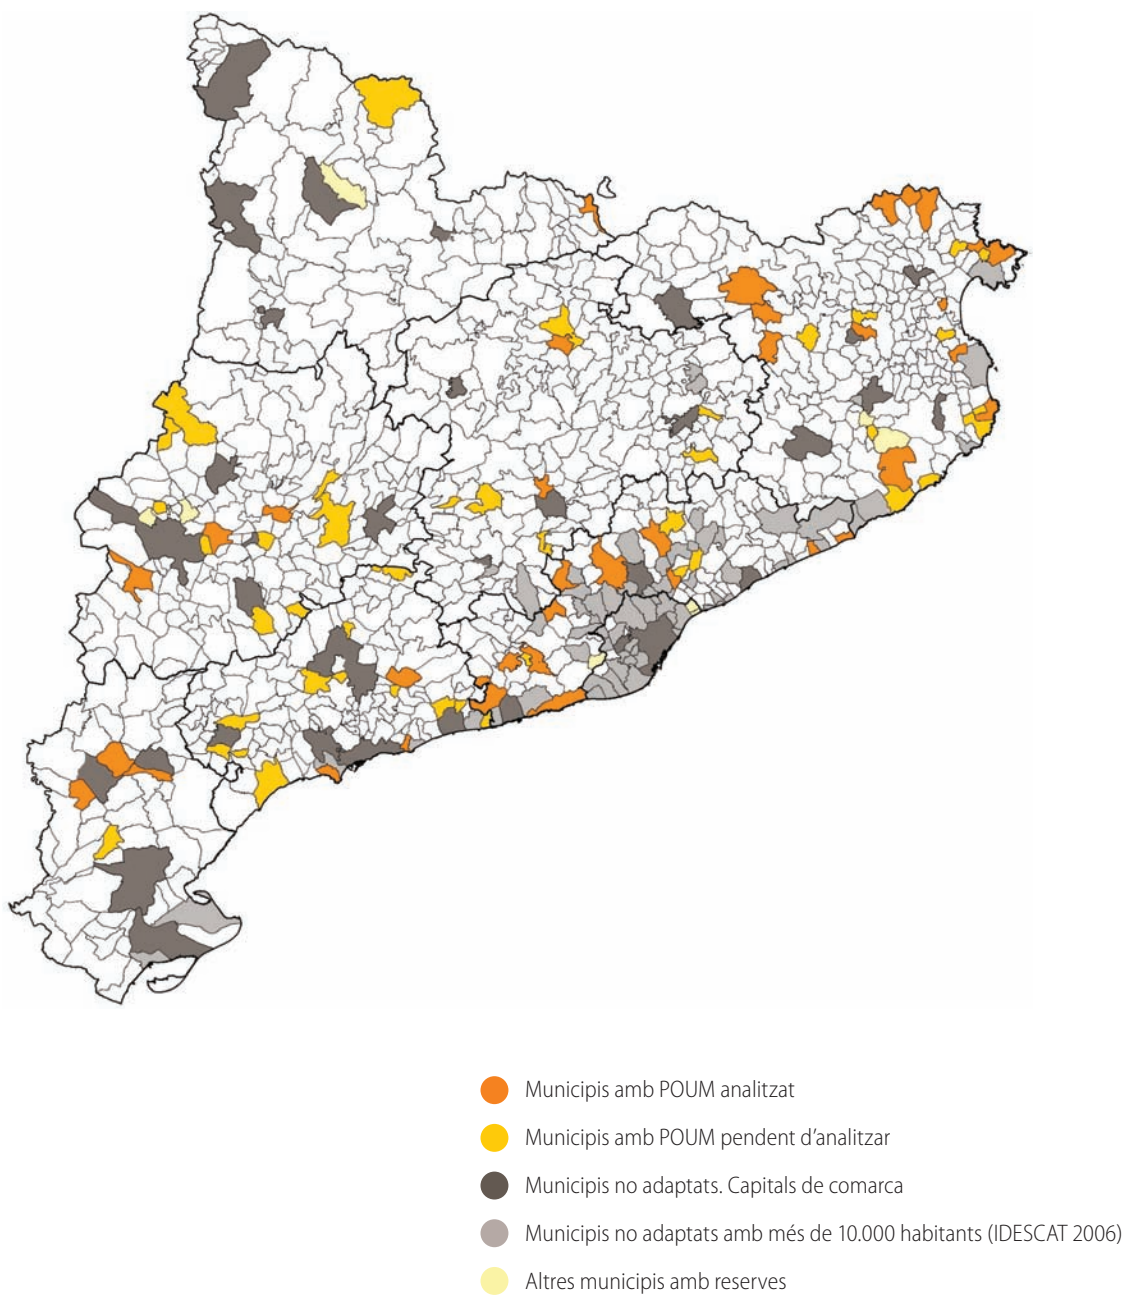 Municipis amb POUM analitzat
Municipis amb POUM pendent d’analitzar
Municipis no adaptats. Capitals de comarca
Municipis no adaptats amb més de 10.000 habitants (IDESCAT 2006)
Altres municipis amb reserves